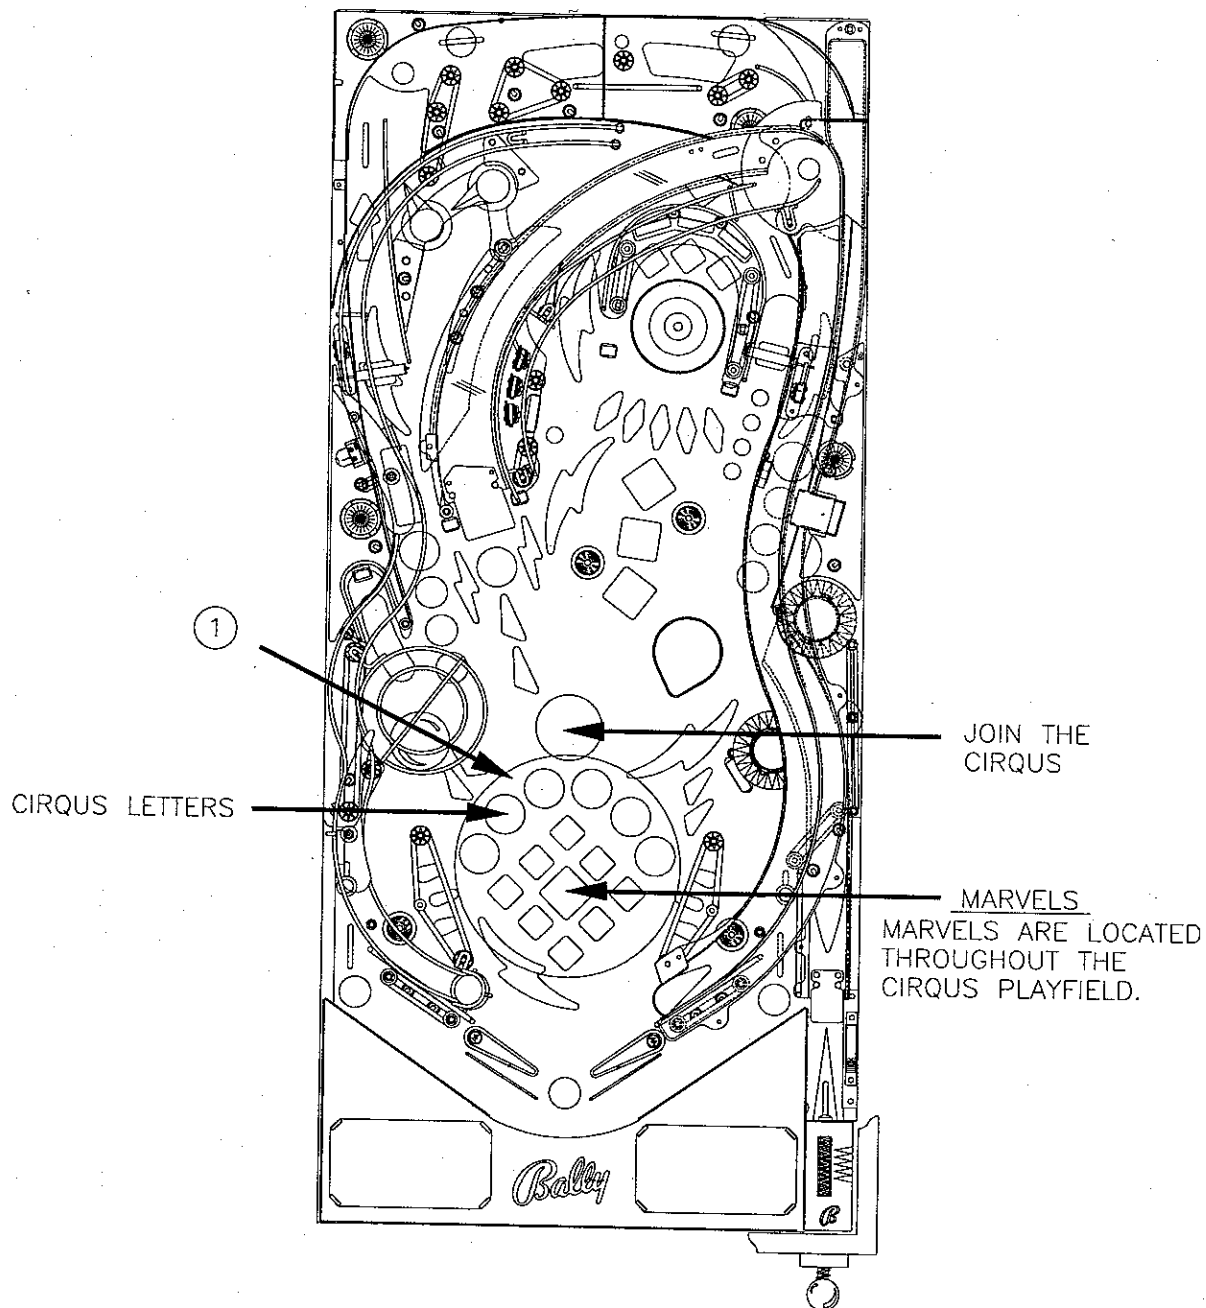 1
JOIN THE
CIRQUS
CIRQUS LETTERS
MARVELS
MARVELS ARE LOCATED
THROUGHOUT THE
CIRQUS PLAYFIELD.
Bally
B